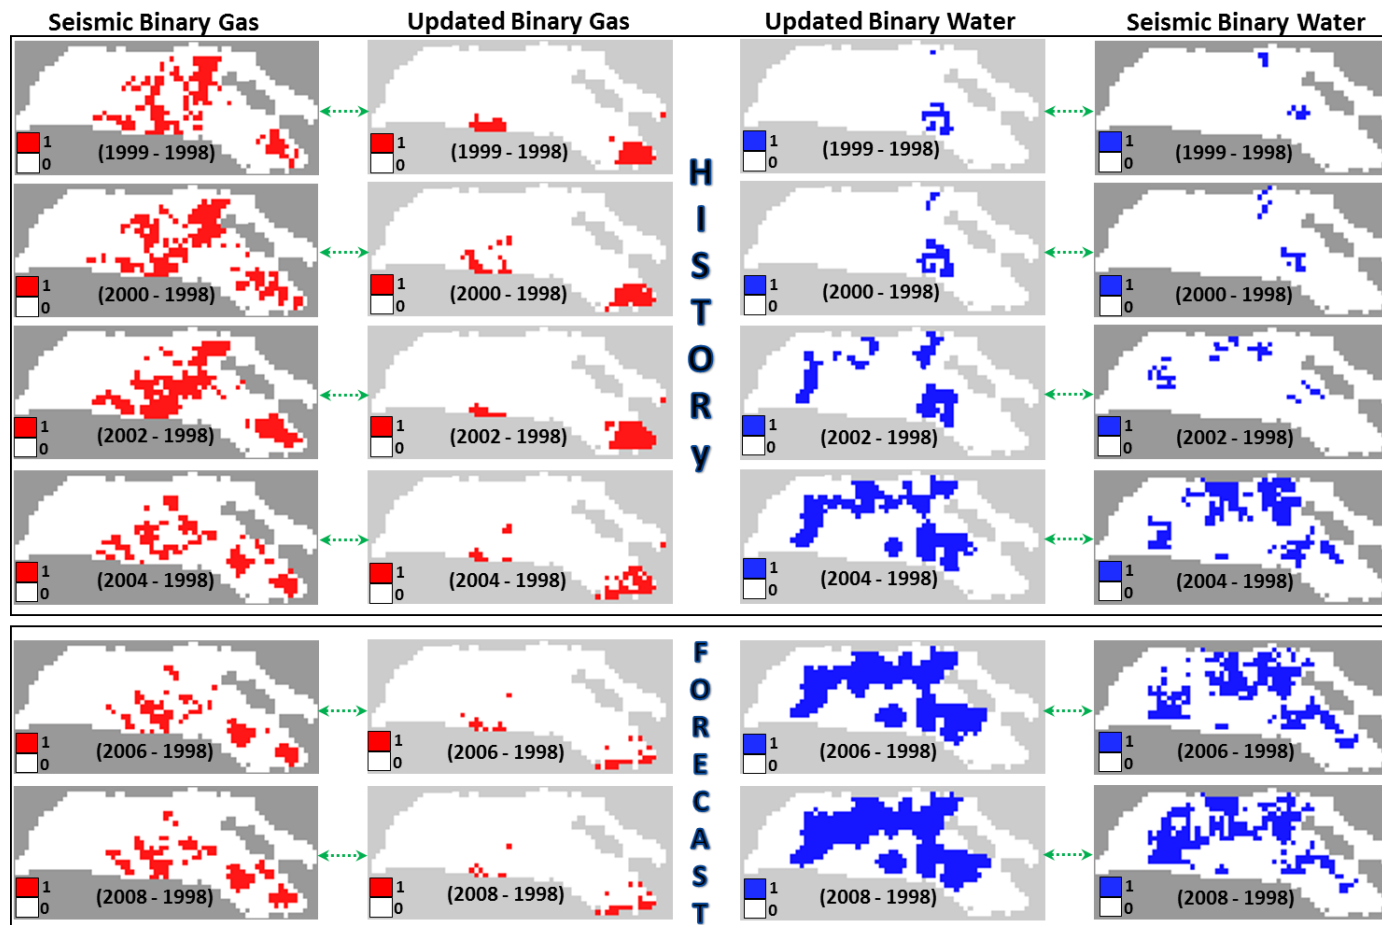 Seismic Binary Gas Updated Binary Gas Updated Binary Water Seismic Binary Water
1 1 1 1
0 0 0 0
(1999 - 1998) (1999 - 1998) (1999 - 1998) (1999 - 1998)
1 1 1 1
0 0 0 0
(2000 - 1998) (2000 - 1998) (2000 - 1998) (2000 - 1998)
1 1 1 1
0 0 0 0
(2002 - 1998) (2002 - 1998) (2002 - 1998) (2002 - 1998)
1 1 1 1
0 0 0 0
(2004 - 1998) (2004 - 1998) (2004 - 1998) (2004 - 1998)
H
I
S
T
O
R
y
1 1 1 1
0 0 0 0
(2006 - 1998) (2006 - 1998) (2006 - 1998) (2006 - 1998)
1 1 1 1
0 0 0 0
(2008 - 1998) (2008 - 1998) (2008 - 1998) (2008 - 1998)
F
O
R
E
C
A
S
T